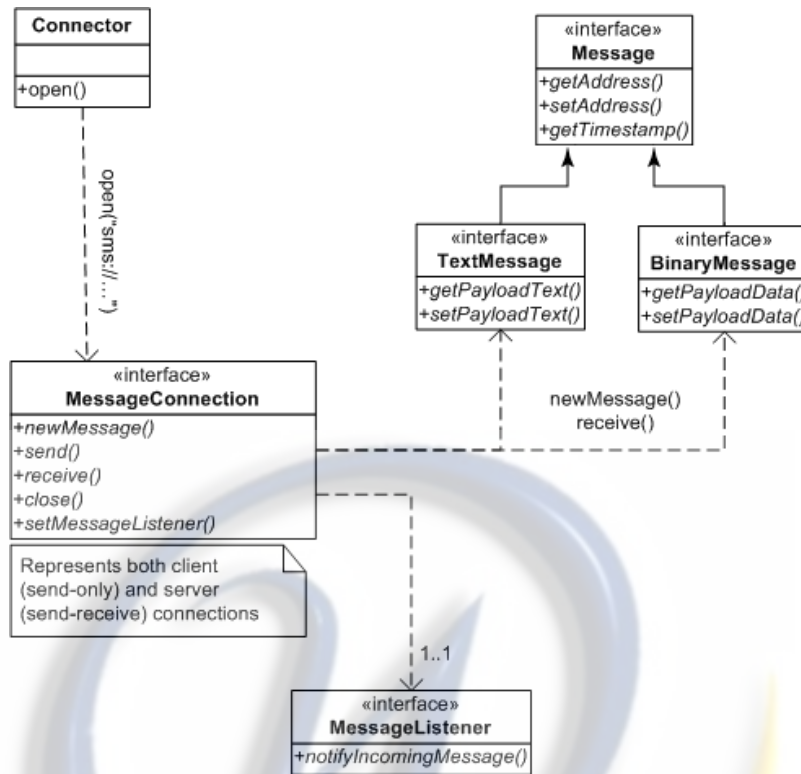 Connector
+open()
open("sms://...")
«interface»
Message
+getAddress()
+setAddress()
+getTimestamp()
«interface»
TextMessage
+getPayloadText()
+setPayloadText()
«interface»
BinaryMessage
+getPayloadData()
+setPayloadData()
«interface»
MessageConnection
+newMessage()
+send()
+receive()
+close()
+setMessageListener()
newMessage()
receive()
Represents both client
(send-only) and server
(send-receive) connections
1..1
«interface»
MessageListener
+notifyIncomingMessage()